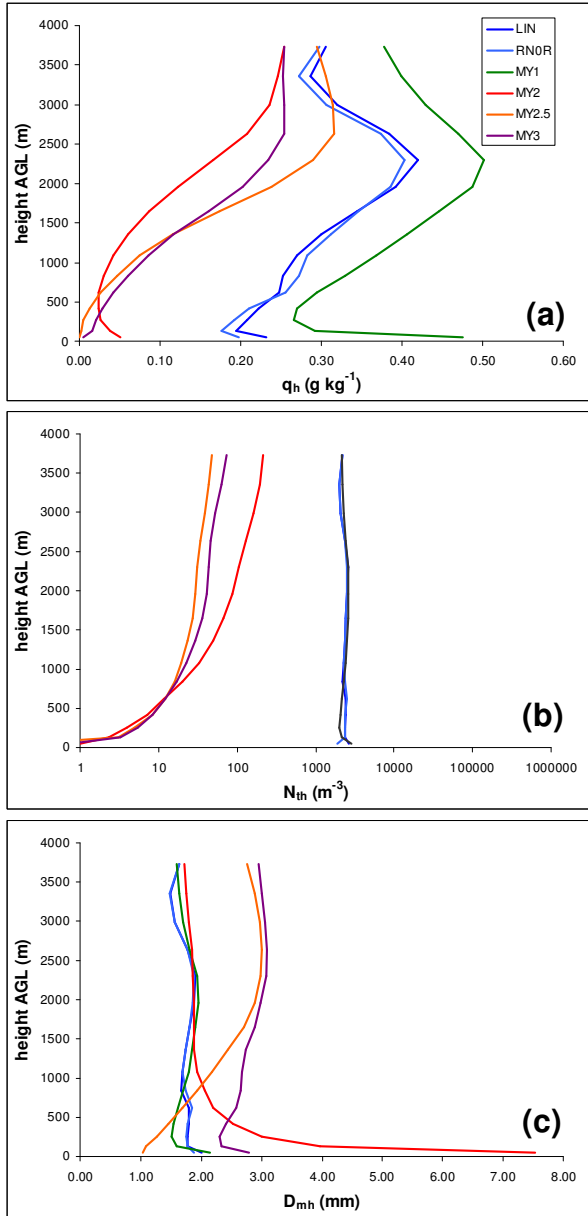 4000
3500
3000
2500
2000
1500
1000
500
0
height AGL (m)
LIN
RN0R
MY1
MY2
MY2.5
MY3
(a)
0.00 0.10 0.20 0.30 0.40 0.50 0.60
qh (g kg-1)
4000
3500
3000
2500
2000
1500
1000
500
0
height AGL (m)
(b)
1 10 100 1000 10000 100000 1000000
Nth (m-3)
4000
3500
3000
2500
2000
1500
1000
500
0
height AGL (m)
(c)
0.00 1.00 2.00 3.00 4.00 5.00 6.00 7.00 8.00
Dmh (mm)